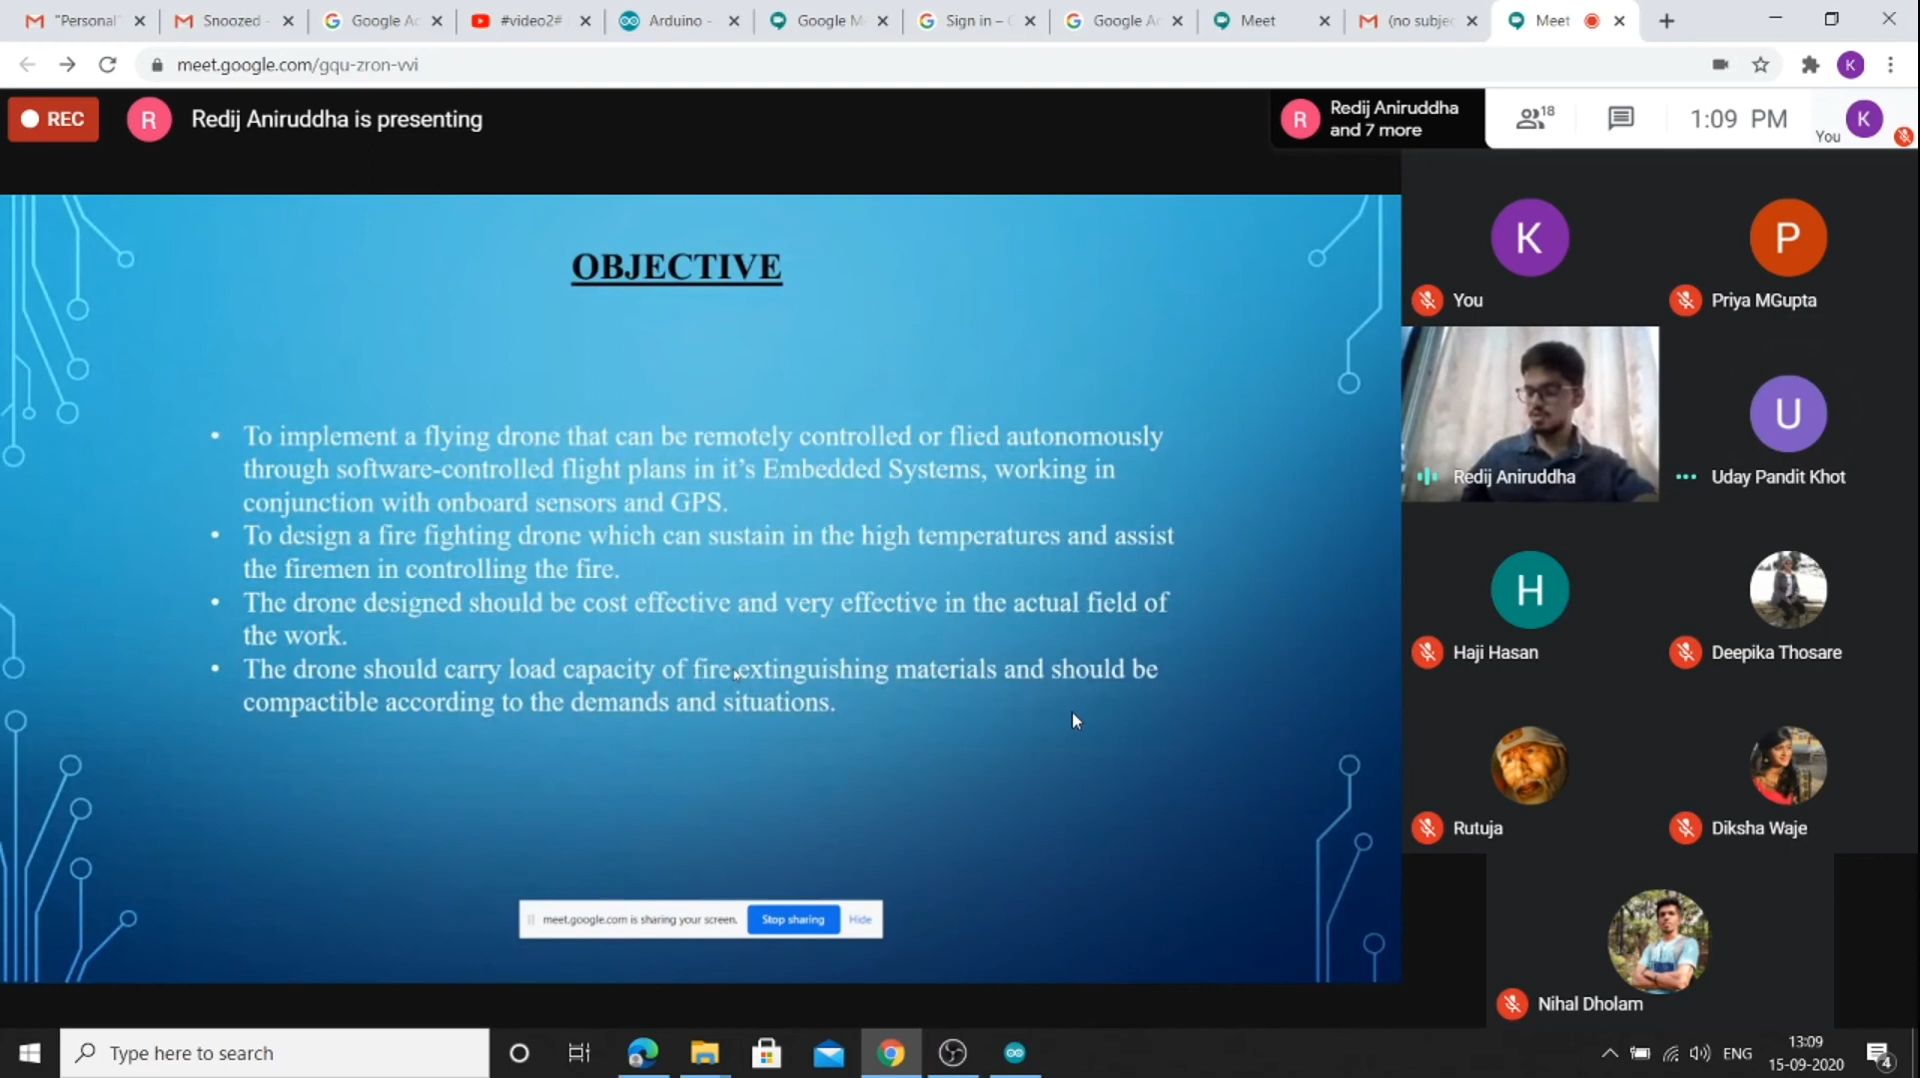 "Personal"
Snoozed -
Google Ac
#video2#
Arduino -
Google M
Sign in – G
Google Ar
Meet
(no subjec
Meet
meet.google.com/gqu-zron-vvi
K
REC
R
Redij Aniruddha is presenting
R
Redij Aniruddha
and 7 more
18
1:09 PM
You
K
OBJECTIVE
• To implement a flying drone that can be remotely controlled or flied autonomously
through software-controlled flight plans in it's Embedded Systems, working in
conjunction with onboard sensors and GPS.
• To design a fire fighting drone which can sustain in the high temperatures and assist
the firemen in controlling the fire.
• The drone designed should be cost effective and very effective in the actual field of
the work.
• The drone should carry load capacity of fire extinguishing materials and should be
compactible according to the demands and situations.
meet.google.com is sharing your screen. Stop sharing Hide
K
You
P
Priya MGupta
Redij Aniruddha
U
Uday Pandit Khot
H
Haji Hasan
Deepika Thosare
Rutuja
Diksha Waje
Nihal Dholam
Type here to search
ENG
13:09
15-09-2020
4